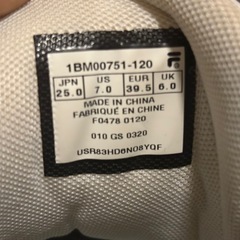 1BM00751-120
JPN US EUR UK
25.0 7.0 39.5 6.0
MADE IN CHINA
FABRIQUÉ EN CHINE
F0478 0120
010 GS 0320
USR83HD6N08YQF